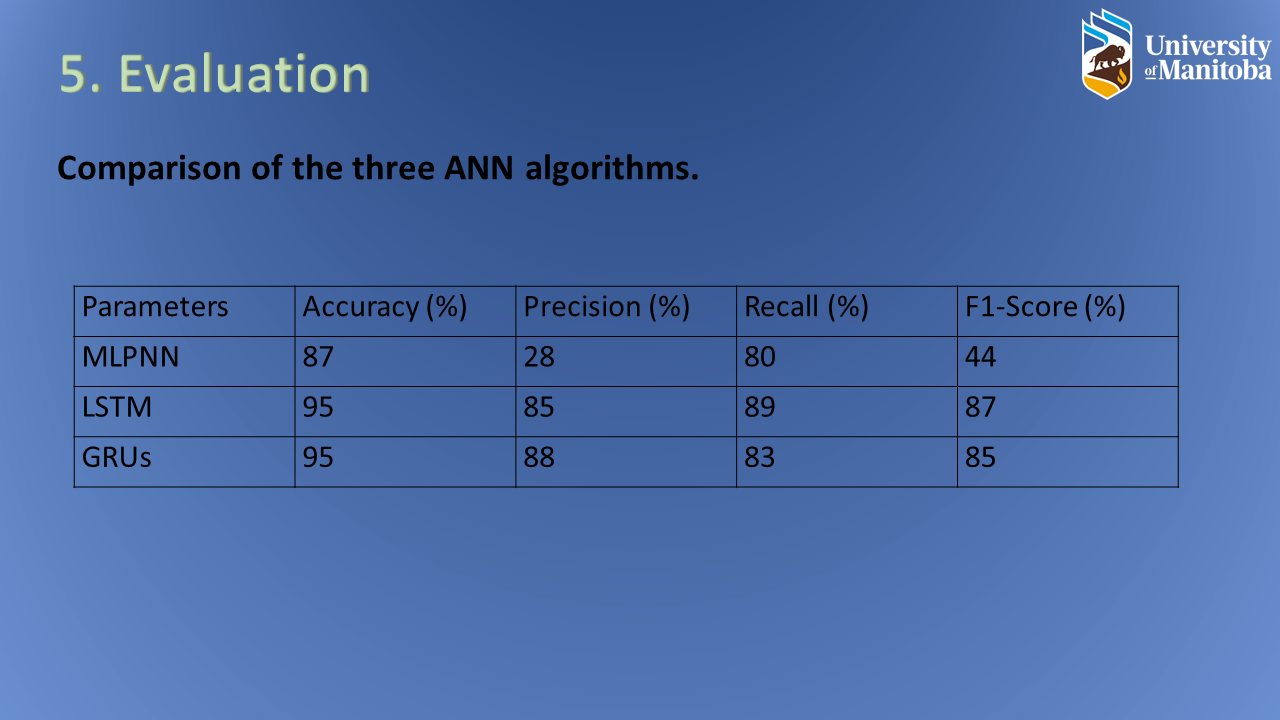 5. Evaluation
University
of Manitoba
Comparison of the three ANN algorithms.
Parameters Accuracy (%) Precision (%) Recall (%) F1-Score (%)
MLPNN 87 28 80 44
LSTM 95 85 89 87
GRUs 95 88 83 85